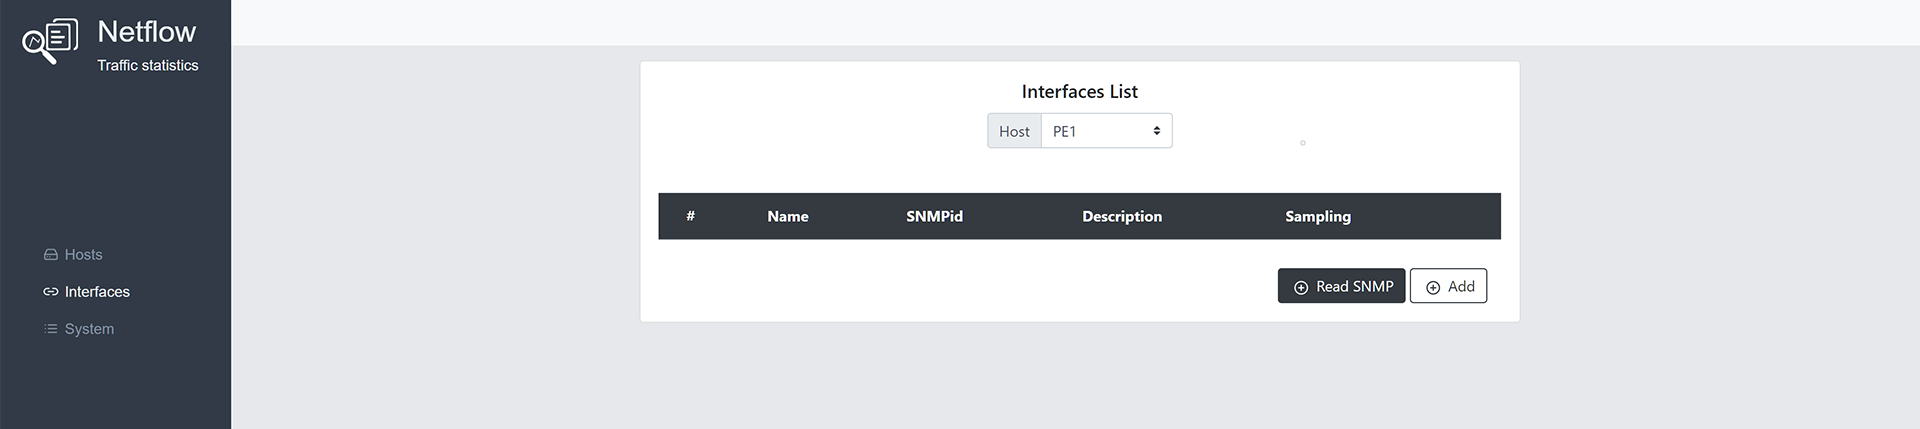 Netflow
Traffic statistics
Hosts
Interfaces
System
Interfaces List
Host PE1
# Name SNMPid Description Sampling
Read SNMP Add